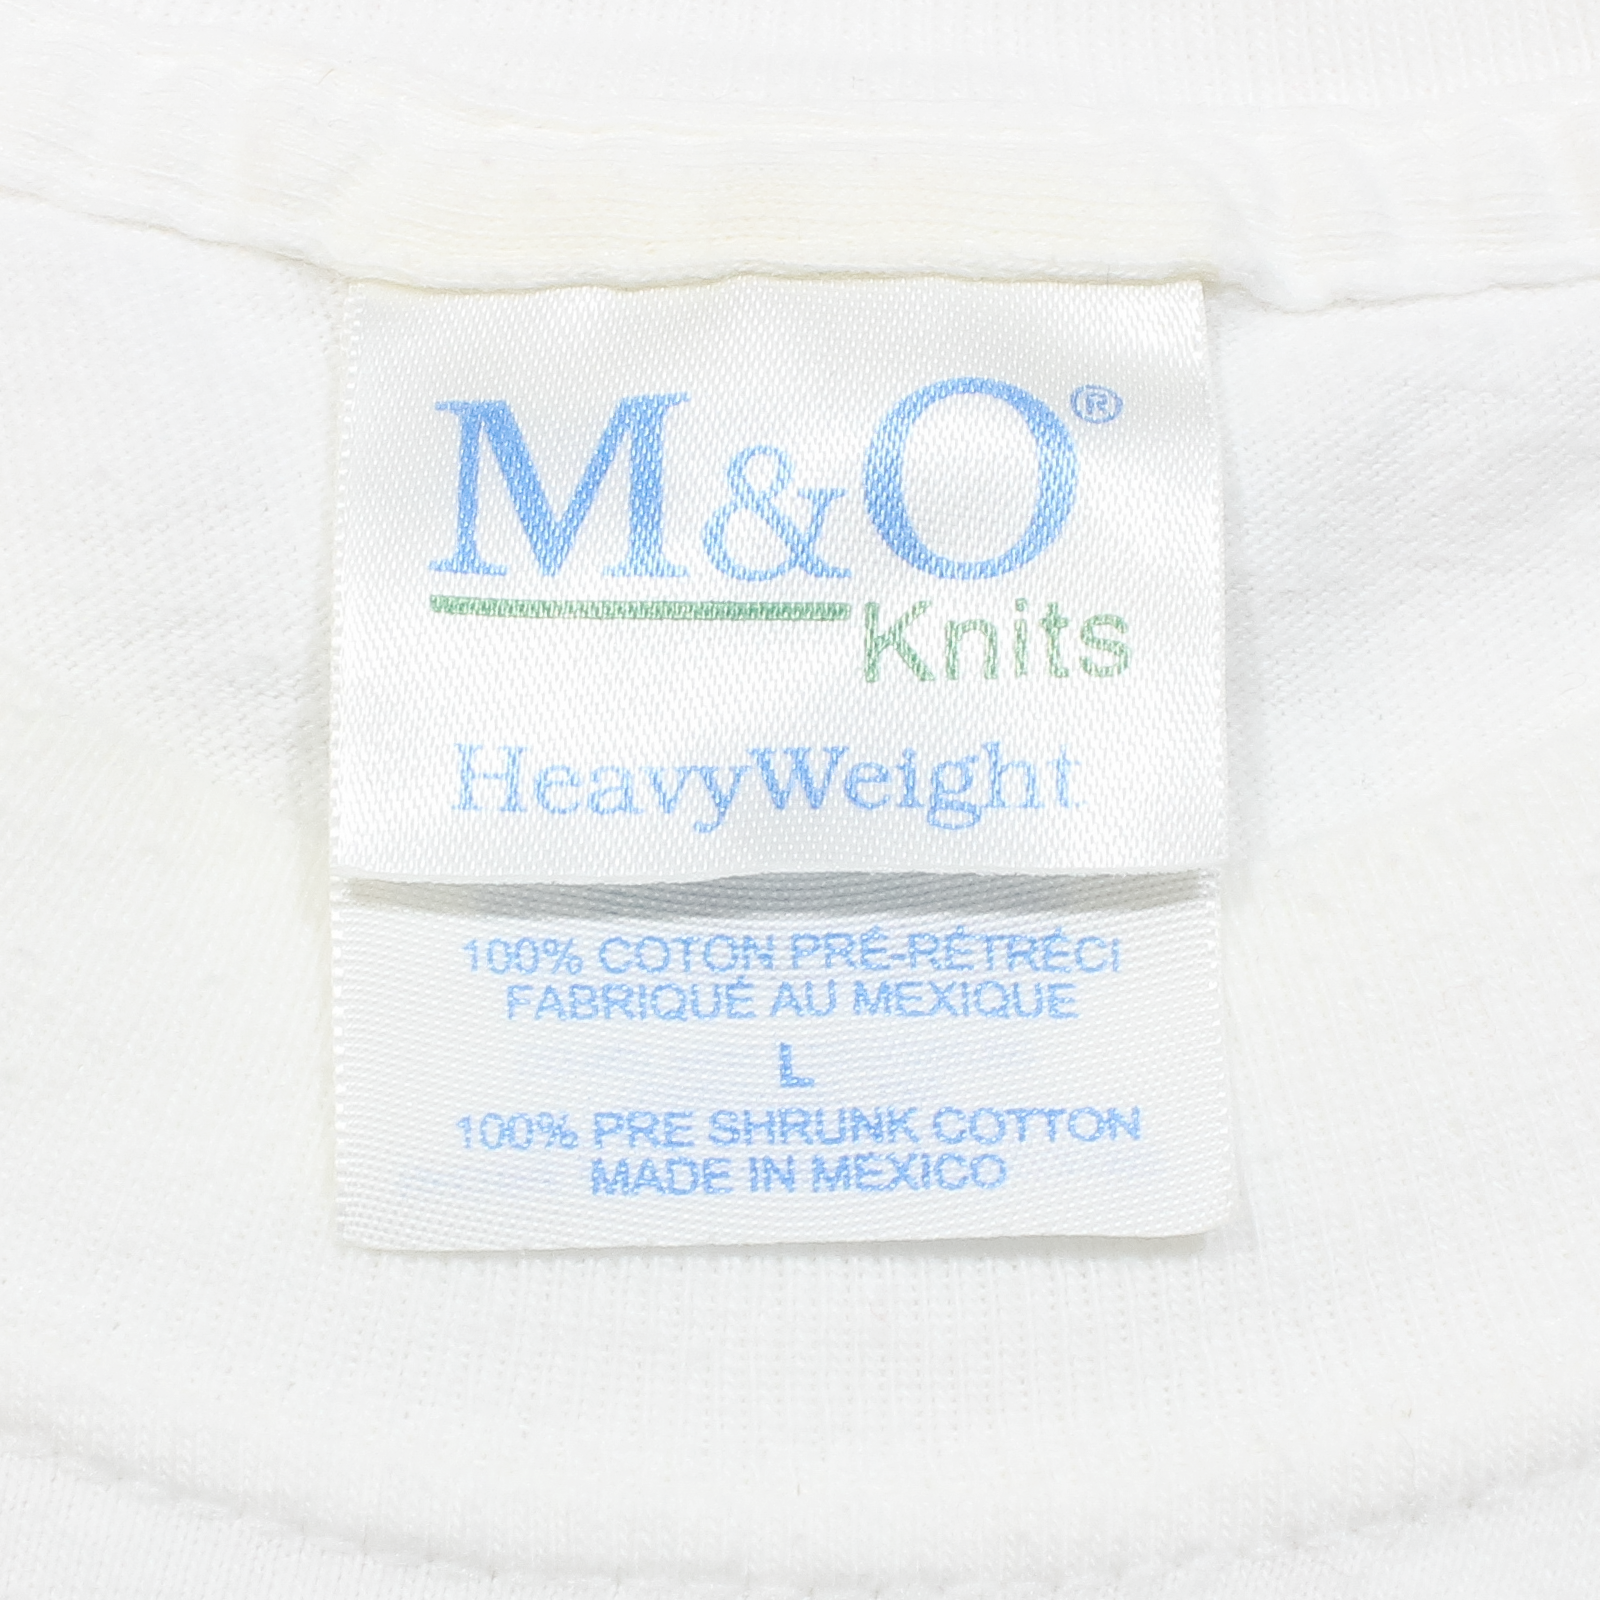 M&O®
Knits
HeavyWeight
100% COTON PRÉ-RÉTRÉCI
FABRIQUÉ AU MEXIQUE
L
100% PRE SHRUNK COTTON
MADE IN MEXICO